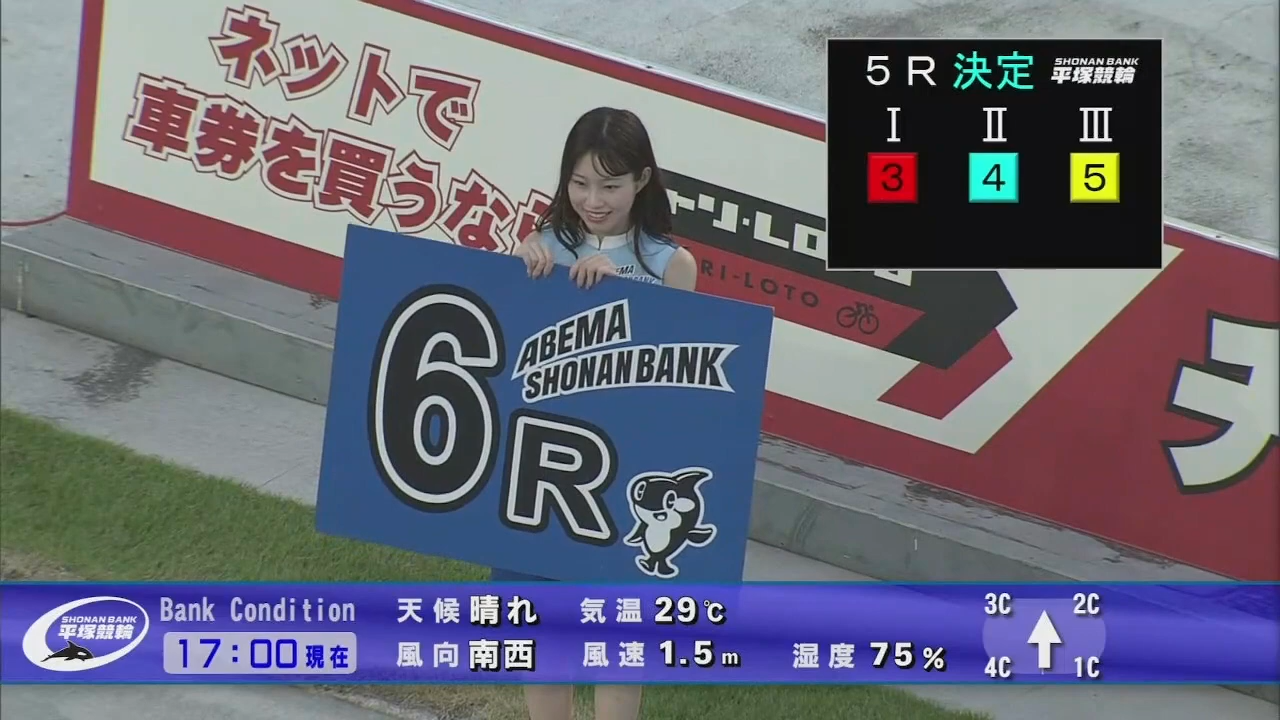 ネットで
車券を買うな
5R 決定 SHONAN BANK
平塚競輪
Ⅰ Ⅱ Ⅲ
3 4 5
RI-LOTO
ABEMA
SHONAN BANK
6R
SHONAN BANK
平塚競輪
Bank Condition
17:00 現在
天候 晴れ 気温 29℃
風向 南西 風速 1.5m 湿度 75%
3C 2C
4C 1C